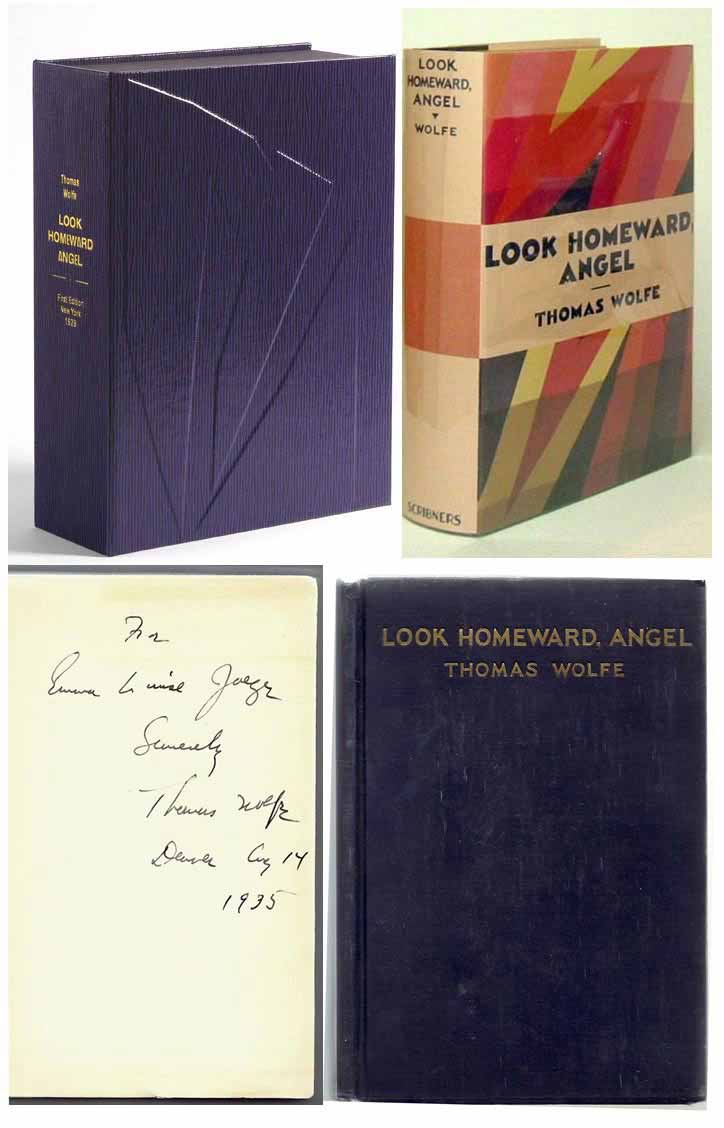 Thomas
Wolfe
LOOK
HOMEWARD
ANGEL
First Edition
New York
1929
LOOK
HOMEWARD,
ANGEL
WOLFE
SCRIBNERS
LOOK HOMEWARD,
ANGEL
THOMAS WOLFE
For
Emma Louise Jaeger
Sincerely
Thomas Wolfe
Denver Aug 14
1935
LOOK HOMEWARD, ANGEL
THOMAS WOLFE